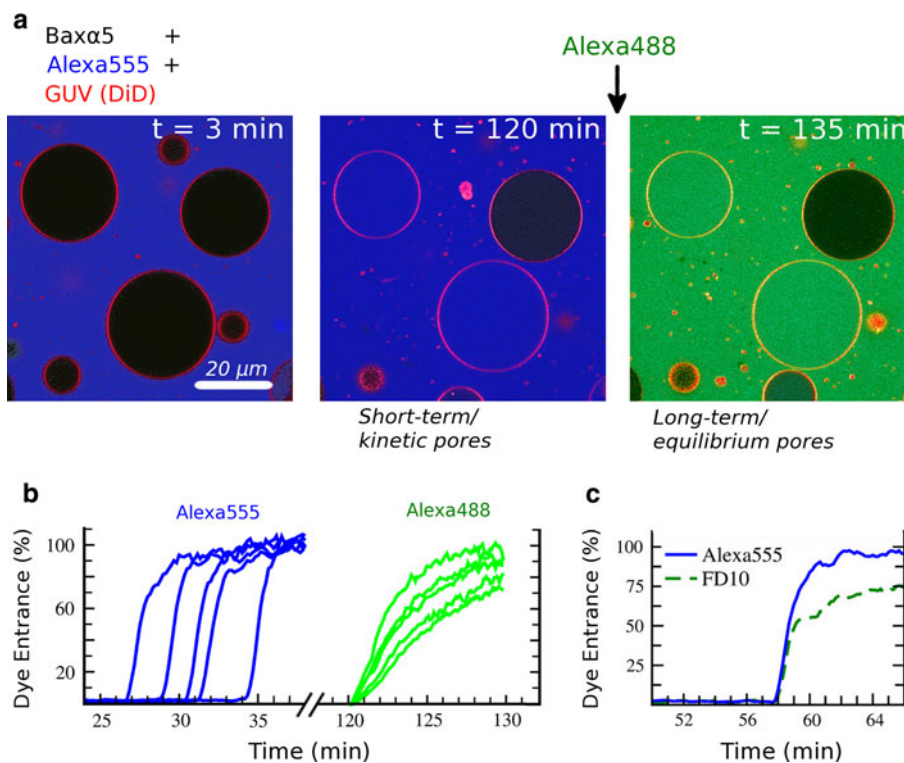 a
Baxα5 +
Alexa555 +
GUV (DiD)
Alexa488
t = 3 min
t = 120 min
t = 135 min
20 μm
Short-term/
kinetic pores
Long-term/
equilibrium pores
b
Alexa555
Alexa488
Dye Entrance (%)
100
60
20
25 30 35 120 125 130
Time (min)
c
Alexa555
FD10
Dye Entrance (%)
100
75
50
25
52 56 60 64
Time (min)